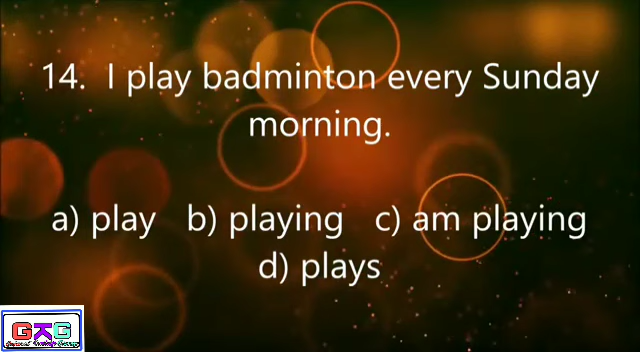 14. I play badminton every Sunday
morning.
a) play b) playing c) am playing
d) plays
GKG